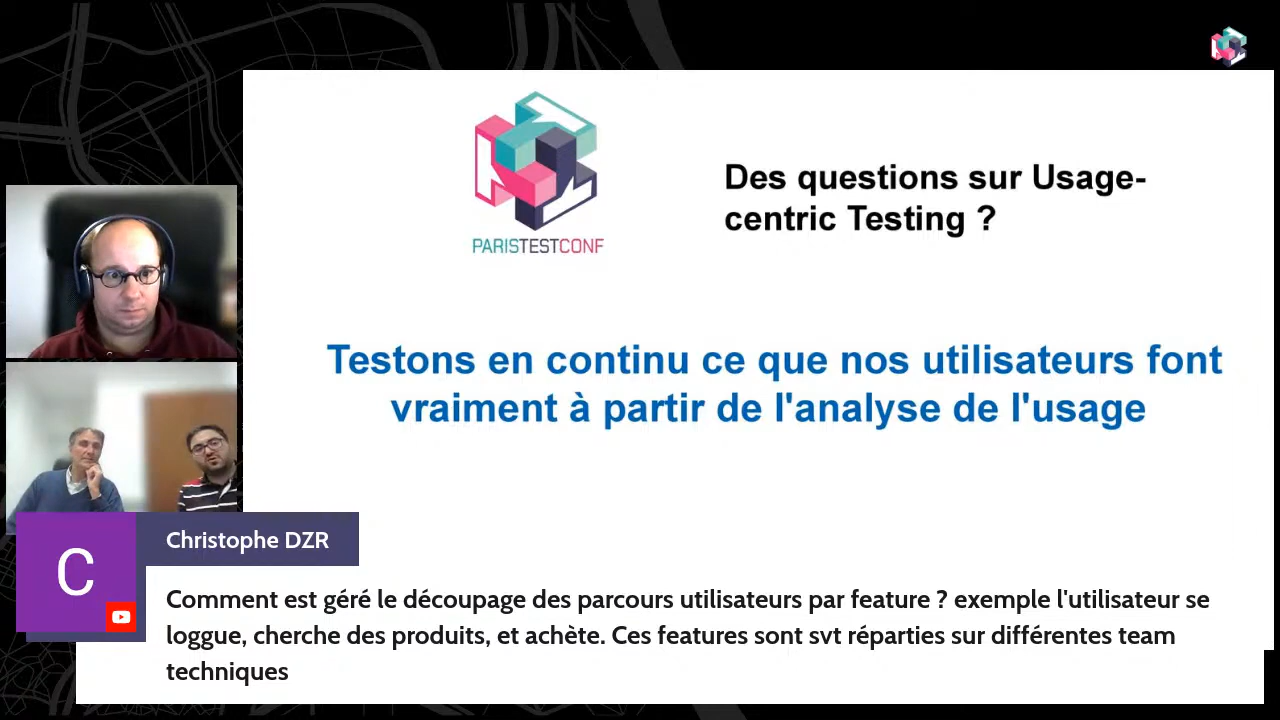 PARISTESTCONF
Des questions sur Usage-
centric Testing ?
Testons en continu ce que nos utilisateurs font
vraiment à partir de l'analyse de l'usage
C
Christophe DZR
Comment est géré le découpage des parcours utilisateurs par feature ? exemple l'utilisateur se
loggue, cherche des produits, et achète. Ces features sont svt réparties sur différentes team
techniques